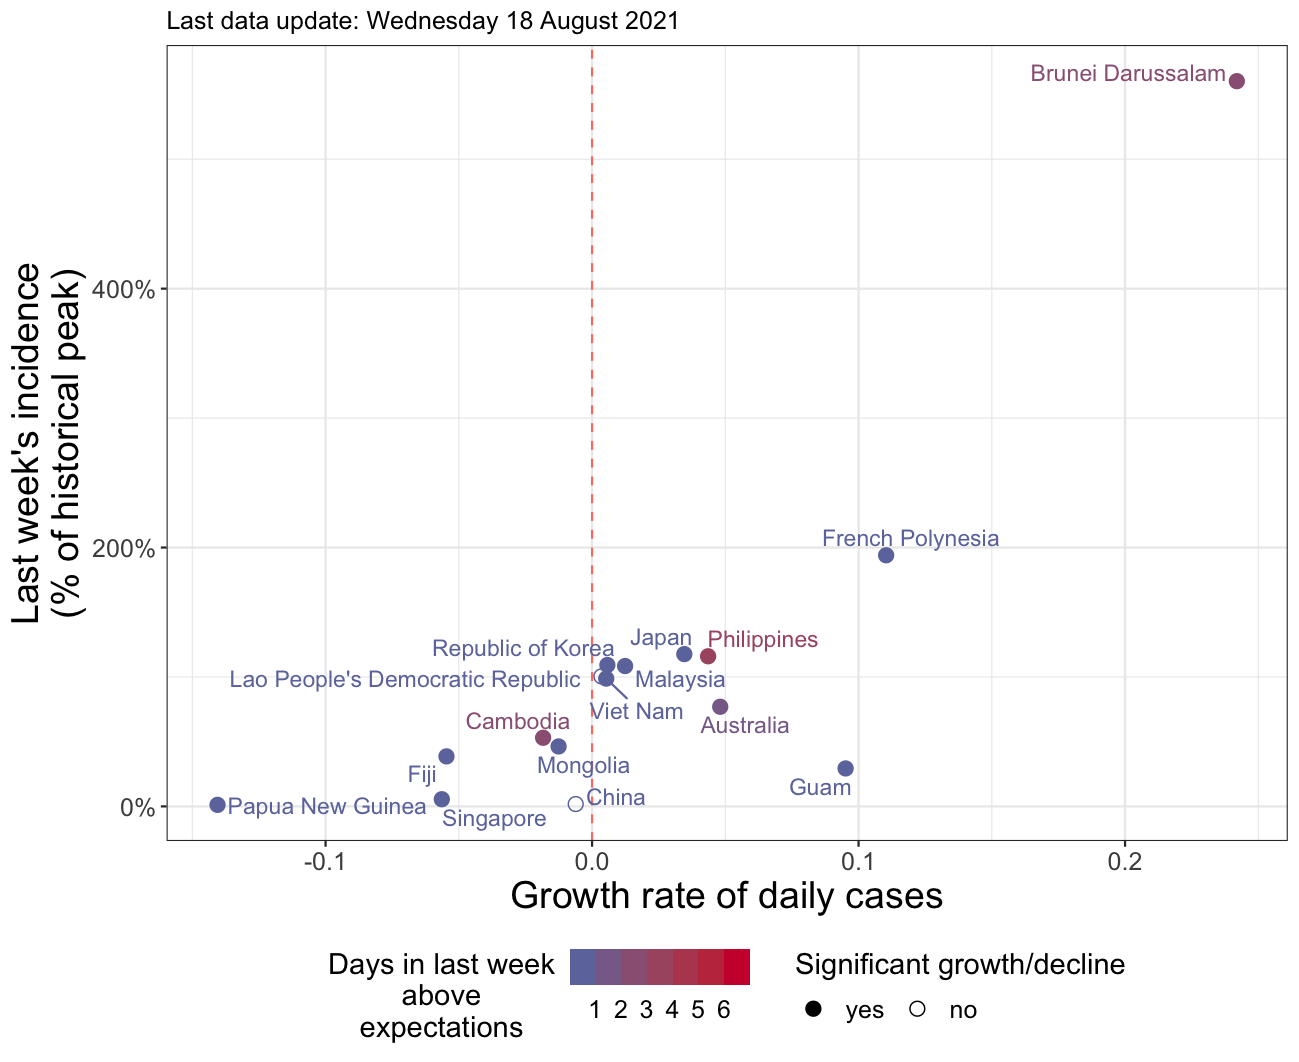 Last data update: Wednesday 18 August 2021
Last week's incidence
(% of historical peak)
400%
200%
0%
Brunei Darussalam
French Polynesia
Japan
Philippines
Republic of Korea
Lao People's Democratic Republic
Malaysia
Viet Nam
Cambodia
Australia
Mongolia
Fiji
Guam
China
Papua New Guinea
Singapore
-0.1 0.0 0.1 0.2
Growth rate of daily cases
Days in last week
above
expectations
1 2 3 4 5 6
Significant growth/decline
yes no